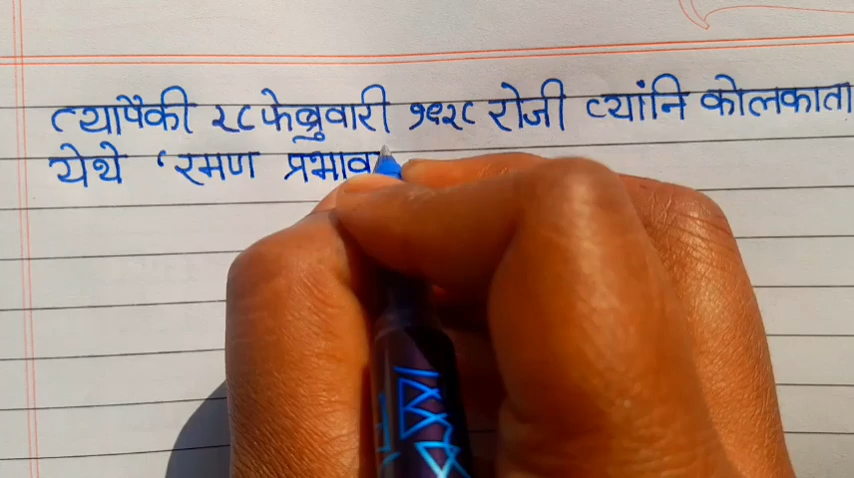 त्यापैकी २८ फेब्रुवारी १९२८ रोजी त्यांनि कोलकाता
येथे ‘रमण प्रभाव